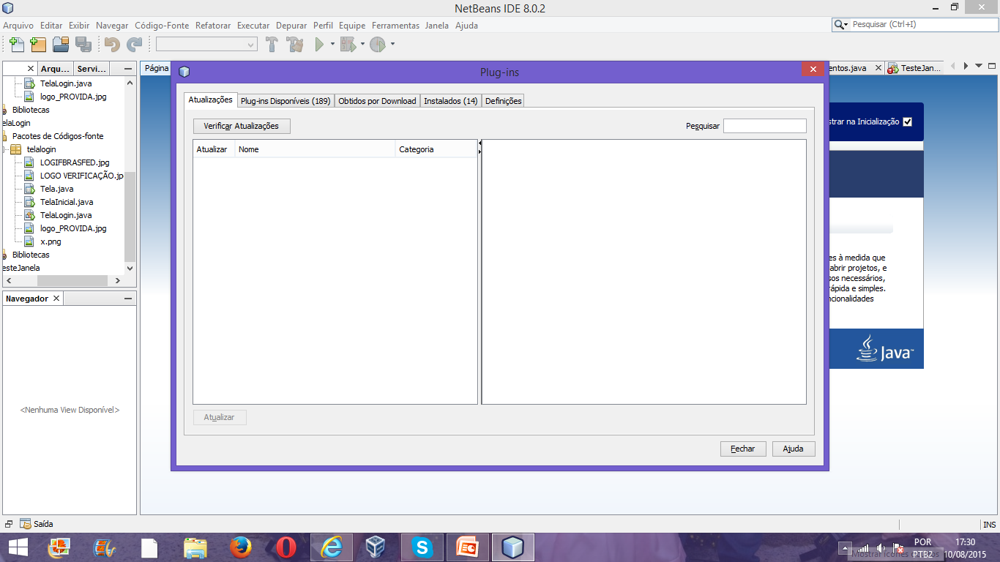 NetBeans IDE 8.0.2
Arquivo Editar Exibir Navegar Código-Fonte Refatorar Executar Depurar Perfil Equipe Ferramentas Janela Ajuda
Pesquisar (Ctrl+I)
Arqu... Servi...
TelaLogin.java
logo_PROVIDA.jpg
Bibliotecas
elaLogin
Pacotes de Códigos-fonte
telalogin
LOGIFBRASFED.jpg
LOGO VERIFICAÇÃO.jp
Tela.java
TelaInicial.java
TelaLogin.java
logo_PROVIDA.jpg
x.png
Bibliotecas
esteJanela
Navegador
<Nenhuma View Disponível>
Página
entos.java
TesteJan...
Plug-ins
Atualizações Plug-ins Disponíveis (189) Obtidos por Download Instalados (14) Definições
Verificar Atualizações
Pesquisar
Atualizar Nome Categoria
Atualizar
Fechar Ajuda
strar na Inicialização
es à medida que
abrir projetos, e
sos necessários,
rápida e simples.
ncionalidades
Java
Saída
INS
POR
PTB2
17:30
10/08/2015
Mostrar ícones